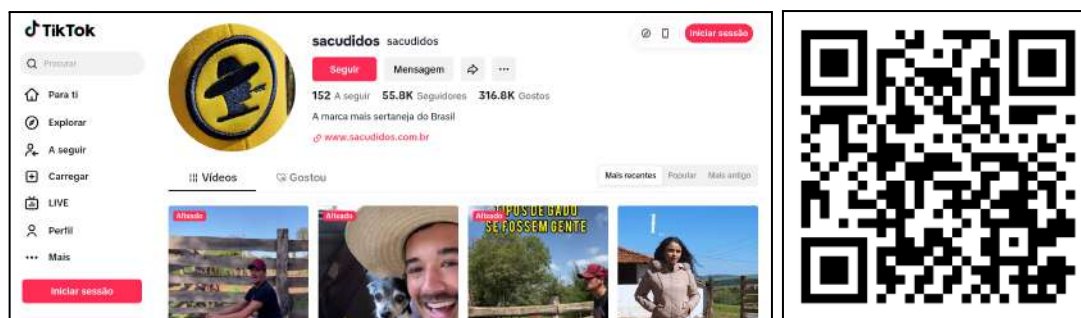 TikTok
Procurar
Para ti
Explorar
A seguir
Carregar
LIVE
Perfil
Mais
Iniciar sessão
sacudidos sacudidos
Iniciar sessão
Seguir Mensagem
152 A seguir 55.8K Seguidores 316.8K Gostos
A marca mais sertaneja do Brasil
www.sacudidos.com.br
Vídeos Gostou
Mais recentes Popular Mais antigo
Afixado
Afixado
Afixado
TIPOS DE GADO
SE FOSSEM GENTE